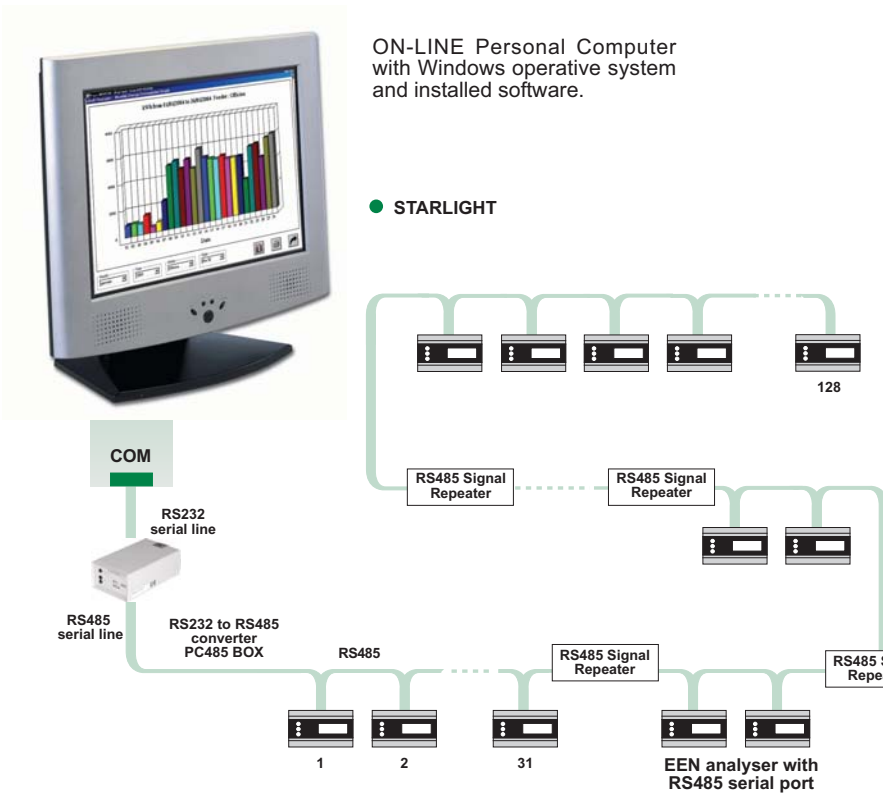 ON-LINE Personal Computer
with Windows operative system
and installed software.
STARLIGHT
128
COM
RS485 Signal
Repeater
RS485 Signal
Repeater
RS232
serial line
RS485
serial line
RS232 to RS485
converter
PC485 BOX
RS485
RS485 Signal
Repeater
RS485
1
2
31
EEN analyser with
RS485 serial port